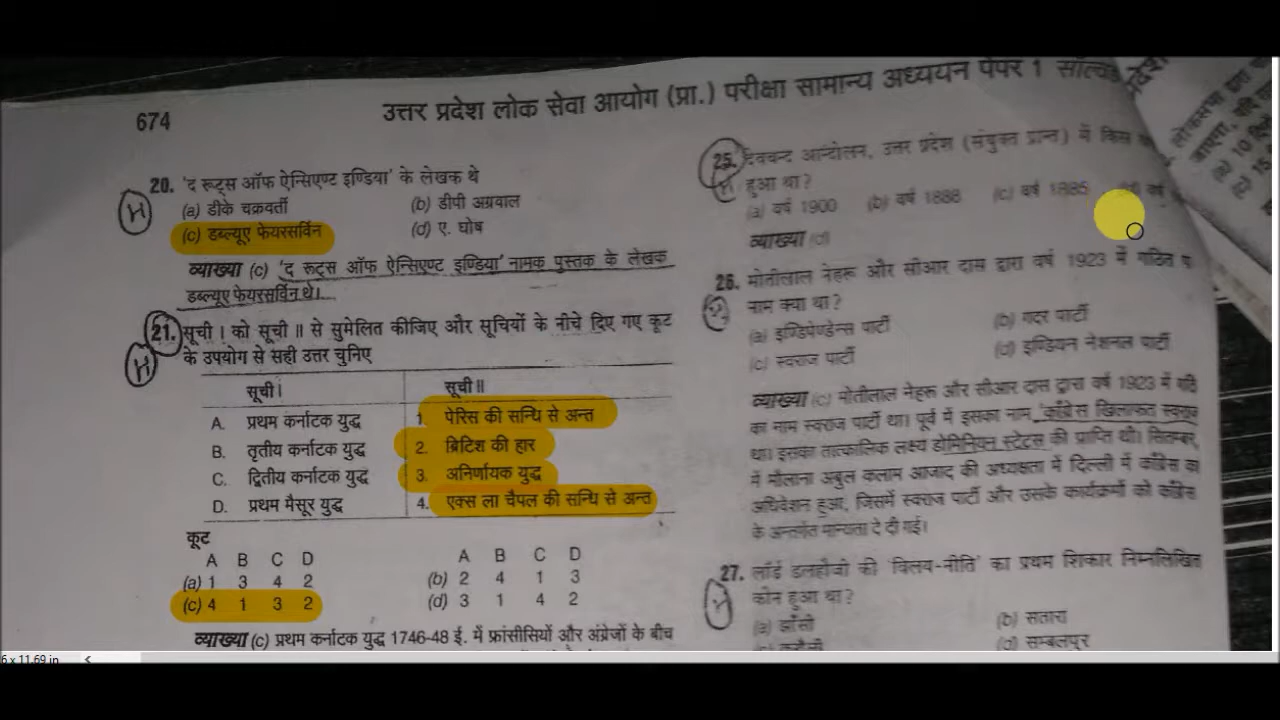 674
उत्तर प्रदेश लोक सेवा आयोग (प्रा.) परीक्षा सामान्य अध्ययन पेपर 1
20. 'द रूट्स ऑफ ऐन्सिएण्ट इण्डिया' के लेखक थे
H
(a) डीके चक्रवर्ती (b) डीपी अग्रवाल
(c) डब्ल्यूए फेयरसर्विन (d) ए. घोष
व्याख्या (c) 'द रूट्स ऑफ ऐन्सिएण्ट इण्डिया' नामक पुस्तक के लेखक
डब्ल्यूए फेयरसर्विन थे।
21. सूची । को सूची ॥ से सुमेलित कीजिए और सूचियों के नीचे दिए गए कूट
H
के उपयोग से सही उत्तर चुनिए
सूची । सूची ॥
A. प्रथम कर्नाटक युद्ध 1. पेरिस की सन्धि से अन्त
B. तृतीय कर्नाटक युद्ध 2. ब्रिटिश की हार
C. द्वितीय कर्नाटक युद्ध 3. अनिर्णायक युद्ध
D. प्रथम मैसूर युद्ध 4. एक्स ला चैपल की सन्धि से अन्त
कूट
A B C D A B C D
(a) 1 3 4 2 (b) 2 4 1 3
(c) 4 1 3 2 (d) 3 1 4 2
व्याख्या (c) प्रथम कर्नाटक युद्ध 1746-48 ई. में फ्रांसीसियों और अंग्रेजों के बीच
25. देवबन्द आन्दोलन, उत्तर प्रदेश (संयुक्त प्रान्त) में किस
H
हुआ था?
(a) वर्ष 1900 (b) वर्ष 1888 (c) वर्ष 1885 (d) वर्ष
व्याख्या (d)
26. मोतीलाल नेहरू और सीआर दास द्वारा वर्ष 1923 में गठित
नाम क्या था?
(a) इण्डिपेण्डेन्स पार्टी (b) गदर पार्टी
(c) स्वराज पार्टी (d) इण्डियन नेशनल पार्टी
व्याख्या (c) मोतीलाल नेहरू और सीआर दास द्वारा वर्ष 1923 में
का नाम स्वराज पार्टी था। पूर्व में इसका नाम 'काँग्रेस खिलाफत स्वराज
था। इसका तात्कालिक लक्ष्य डोमिनियन स्टेट्स की प्राप्ति थी। सितम्बर,
में मौलाना अबुल कलाम आजाद की अध्यक्षता में दिल्ली में काँग्रेस का
अधिवेशन हुआ, जिसमें स्वराज पार्टी और उसके कार्यक्रमों को काँग्रेस
के अन्तर्गत मान्यता दे दी गई।
27. लॉर्ड डलहौजी की 'विलय-नीति' का प्रथम शिकार निम्नलिखित
H
कौन हुआ था?
(a) झाँसी (b) सतारा
(d) सम्बलपुर
6 x 11.69 in